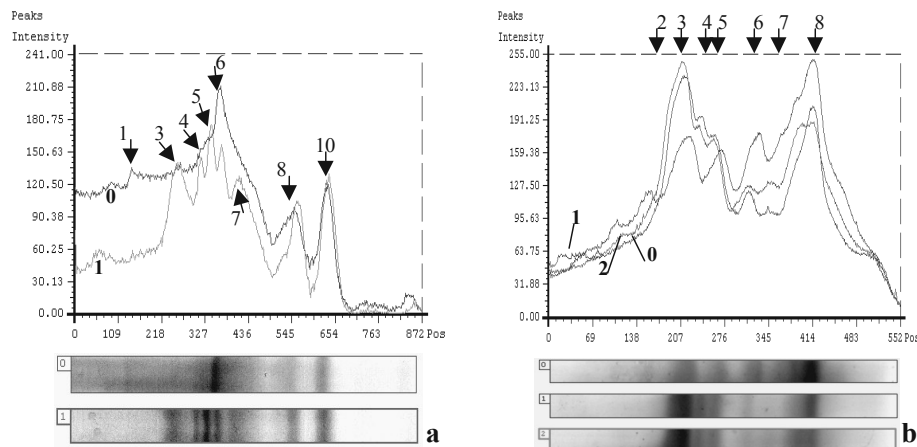 Peaks
Intensity
241.00
210.88
180.75
150.63
120.50
90.38
60.25
30.13
0.00
0 109 218 327 436 545 654 763 872 Pos
1 3 4 5 6 7 8 10
0
1
0
1
a
Peaks
Intensity
255.00
223.13
191.25
159.38
127.50
95.63
63.75
31.88
0.00
0 69 138 207 276 345 414 483 552 Pos
2 3 4 5 6 7 8
1
2 0
0
1
2
b